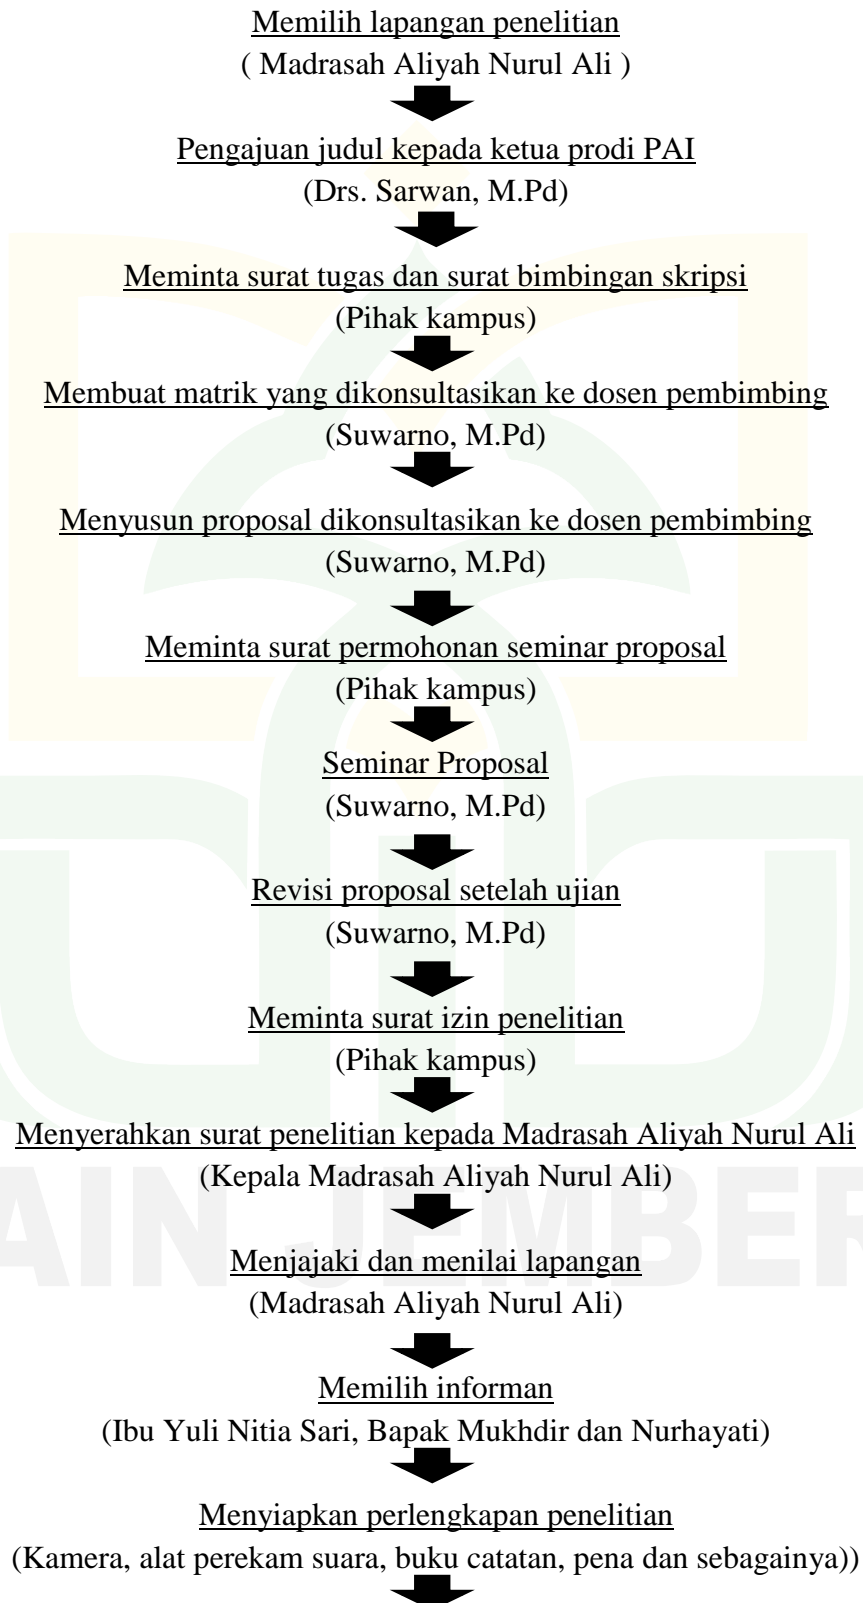 Memilih lapangan penelitian
( Madrasah Aliyah Nurul Ali )
Pengajuan judul kepada ketua prodi PAI
(Drs. Sarwan, M.Pd)
Meminta surat tugas dan surat bimbingan skripsi
(Pihak kampus)
Membuat matrik yang dikonsultasikan ke dosen pembimbing
(Suwarno, M.Pd)
Menyusun proposal dikonsultasikan ke dosen pembimbing
(Suwarno, M.Pd)
Meminta surat permohonan seminar proposal
(Pihak kampus)
Seminar Proposal
(Suwarno, M.Pd)
Revisi proposal setelah ujian
(Suwarno, M.Pd)
Meminta surat izin penelitian
(Pihak kampus)
Menyerahkan surat penelitian kepada Madrasah Aliyah Nurul Ali
(Kepala Madrasah Aliyah Nurul Ali)
AIN JEMBER
Menjajaki dan menilai lapangan
(Madrasah Aliyah Nurul Ali)
Memilih informan
(Ibu Yuli Nitia Sari, Bapak Mukhdir dan Nurhayati)
Menyiapkan perlengkapan penelitian
(Kamera, alat perekam suara, buku catatan, pena dan sebagainya))